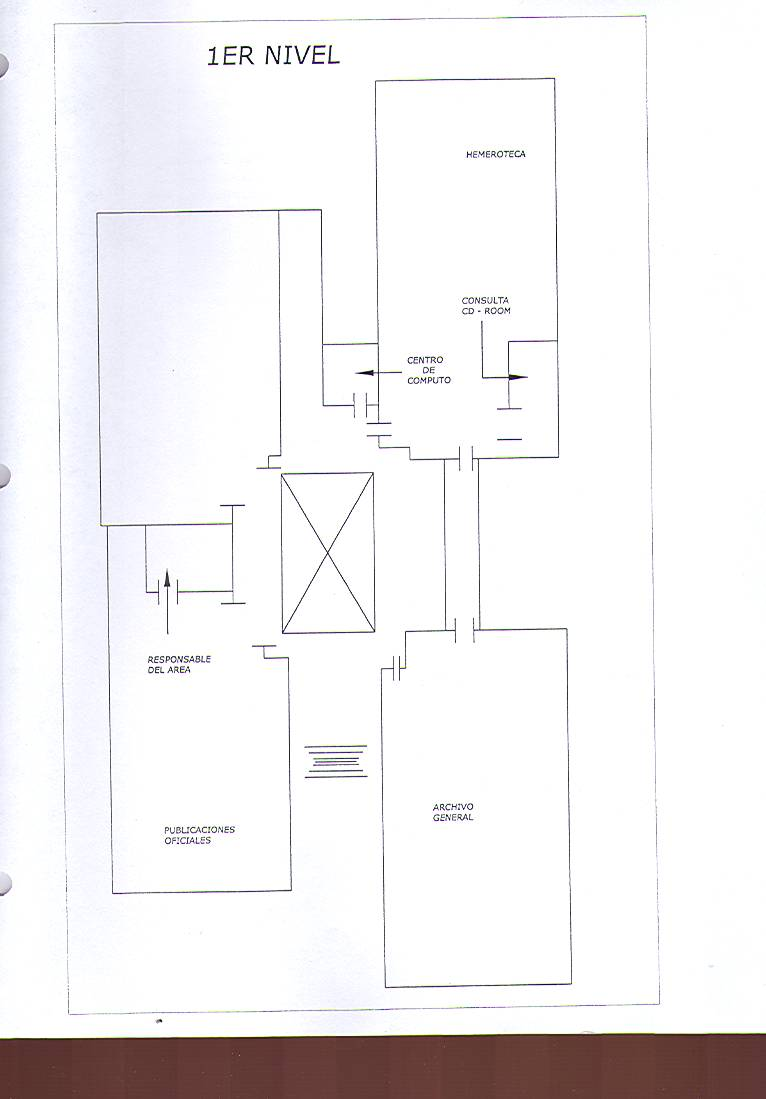 1ER NIVEL
HEMEROTECA
CONSULTA
CD - ROOM
CENTRO
DE
COMPUTO
RESPONSABLE
DEL AREA
ARCHIVO
GENERAL
PUBLICACIONES
OFICIALES